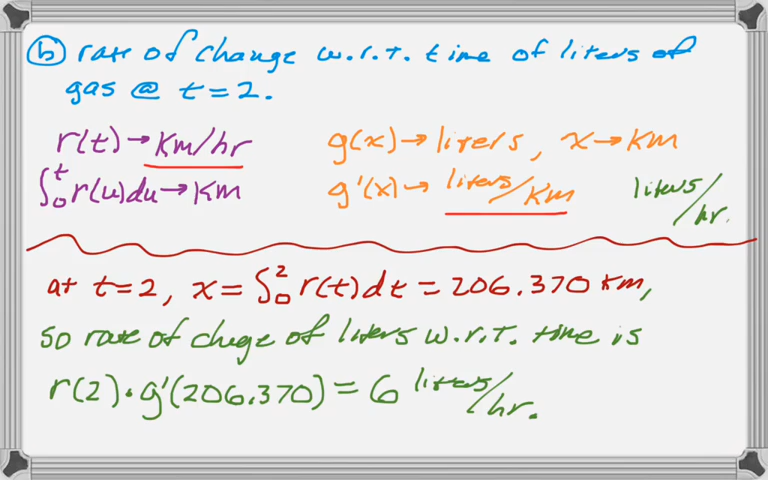 (b) rate of change w.r.t. time of liters of
gas @ t=2.
r(t)→km/hr
g(x)→liters, x→km
∫₀ᵗ r(u)du→km
g'(x)→ liters/km
liters/hr.
at t=2, x=∫₀² r(t)dt=206.370 km,
so rate of chnge of liters w.r.t. time is
r(2)·g'(206.370)=6 liters/hr.